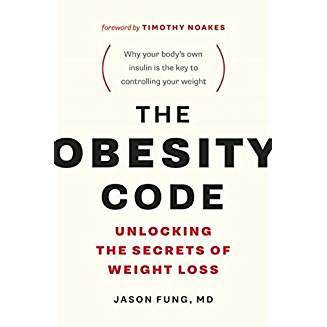 foreword by TIMOTHY NOAKES
Why your body's own
insulin is the key to
controlling your weight
THE
OBESITY
CODE
UNLOCKING
THE SECRETS OF
WEIGHT LOSS
JASON FUNG, MD